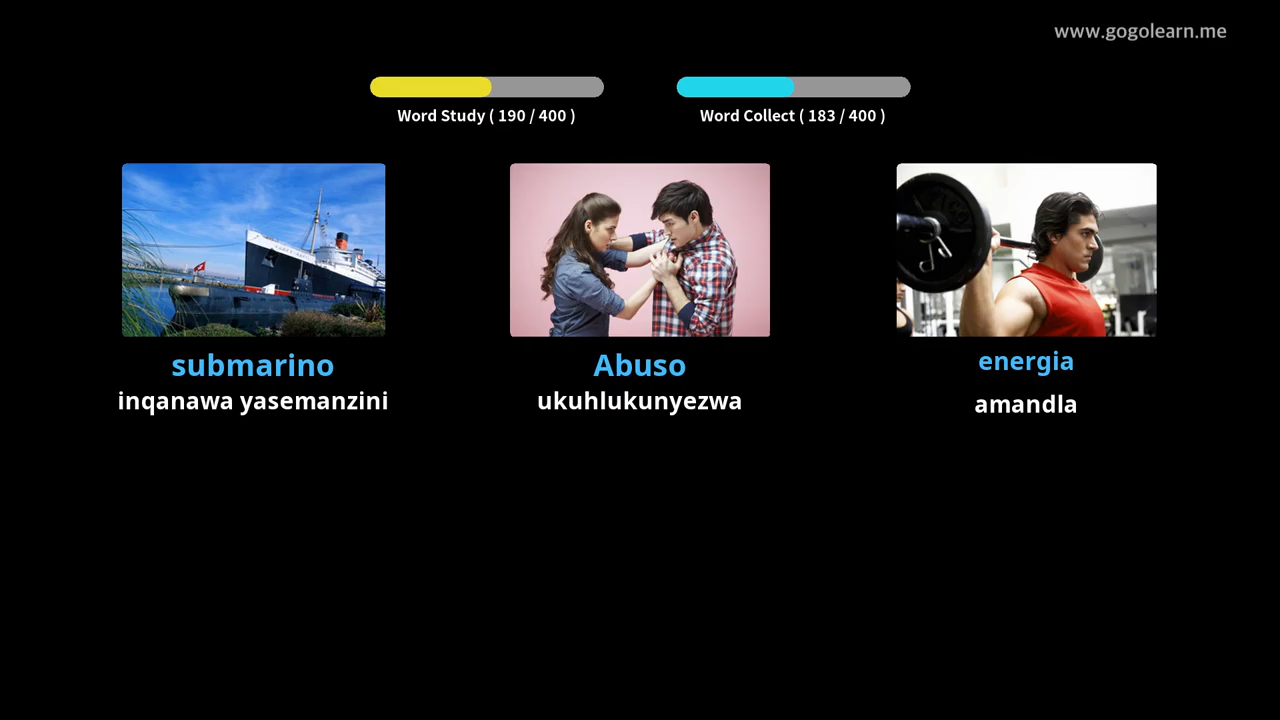 www.gogolearn.me
Word Study ( 190 / 400 )
Word Collect ( 183 / 400 )
submarino
inqanawa yasemanzini
Abuso
ukuhlukunyezwa
energia
amandla